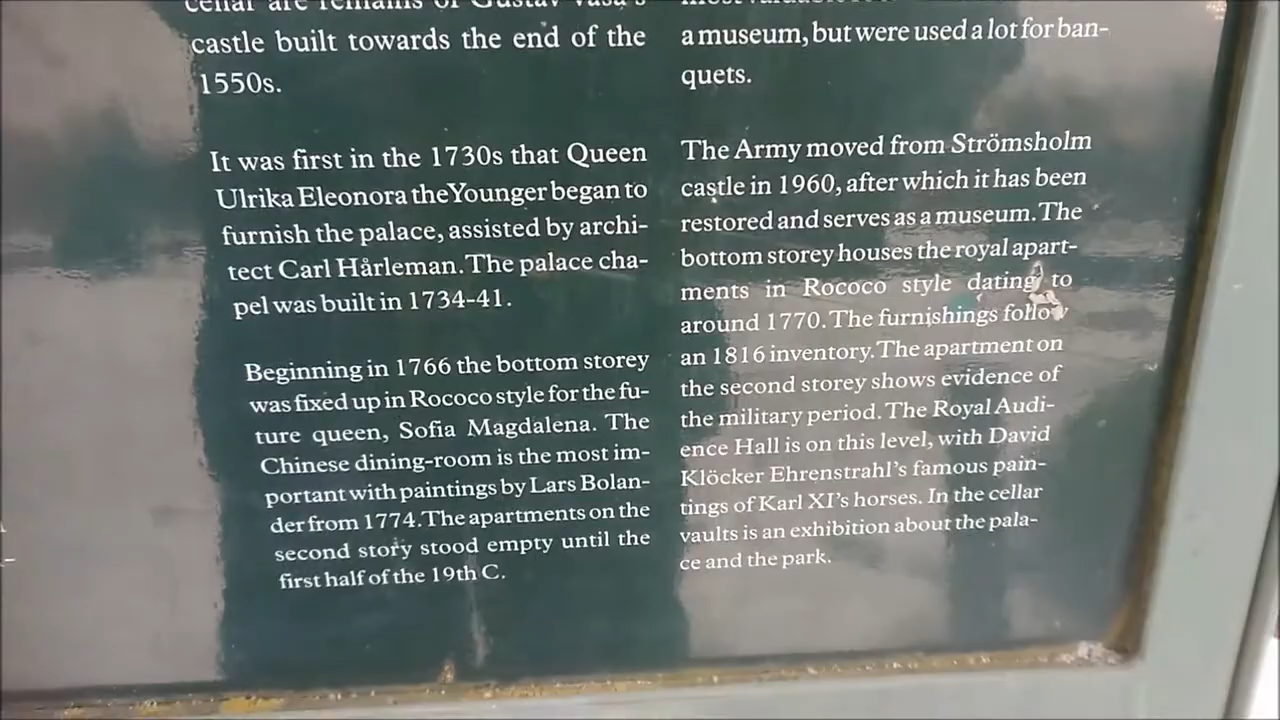 cellar are remains of Gustav Vasa's
castle built towards the end of the
1550s.
It was first in the 1730s that Queen
Ulrika Eleonora the Younger began to
furnish the palace, assisted by archi-
tect Carl Hårleman. The palace cha-
pel was built in 1734-41.
Beginning in 1766 the bottom storey
was fixed up in Rococo style for the fu-
ture queen, Sofia Magdalena. The
Chinese dining-room is the most im-
portant with paintings by Lars Bolan-
der from 1774. The apartments on the
second story stood empty until the
first half of the 19th C.
a museum, but were used a lot for ban-
quets.
The Army moved from Strömsholm
castle in 1960, after which it has been
restored and serves as a museum. The
bottom storey houses the royal apart-
ments in Rococo style dating to
around 1770. The furnishings follow
an 1816 inventory. The apartment on
the second storey shows evidence of
the military period. The Royal Audi-
ence Hall is on this level, with David
Klöcker Ehrenstrahl's famous pain-
tings of Karl XI's horses. In the cellar
vaults is an exhibition about the pala-
ce and the park.